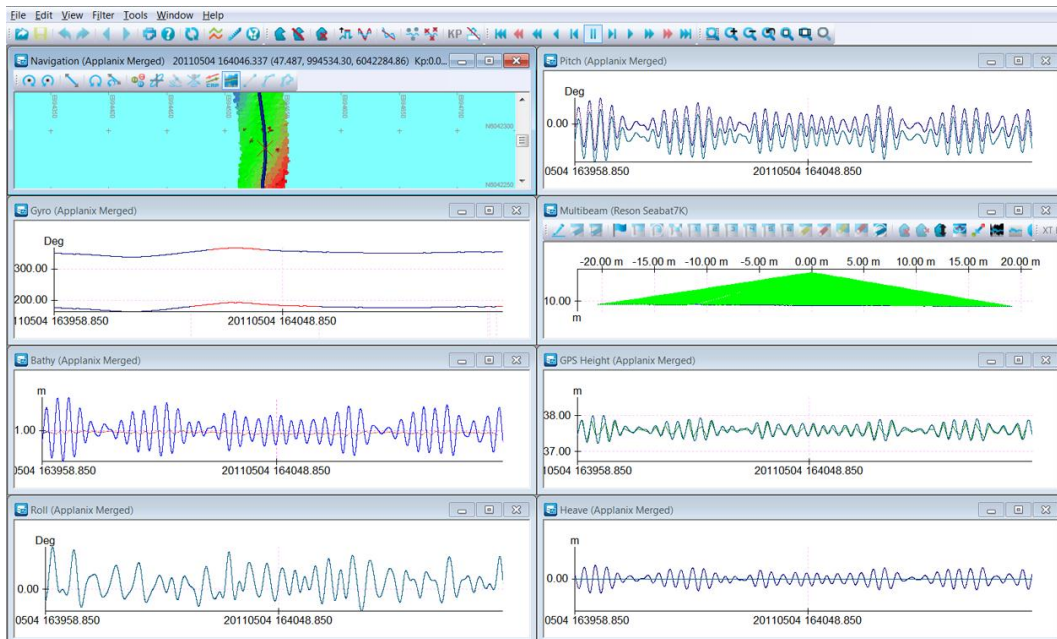 File Edit View Filter Tools Window Help
KP
Navigation (Applanix Merged) 20110504 164046.337 (47.487, 994534.30, 6042284.86) Kp:0.0...
N6042300
N6042250
Pitch (Applanix Merged)
Deg
0.00
0504 163958.850
20110504 164048.850
Gyro (Applanix Merged)
Deg
300.00
200.00
110504 163958.850
20110504 164048.850
Multibeam (Reson Seabat7K)
XT
-20.00 m -10.00 m -5.00 m 0.00 m 5.00 m 10.00 m 15.00 m 20.00 m
10.00
m
Bathy (Applanix Merged)
m
1.00
0504 163958.850
20110504 164048.850
GPS Height (Applanix Merged)
m
38.00
37.00
0504 163958.850
20110504 164048.850
Roll (Applanix Merged)
Deg
0.00
0504 163958.850
20110504 164048.850
Heave (Applanix Merged)
m
0.00
0504 163958.850
20110504 164048.850